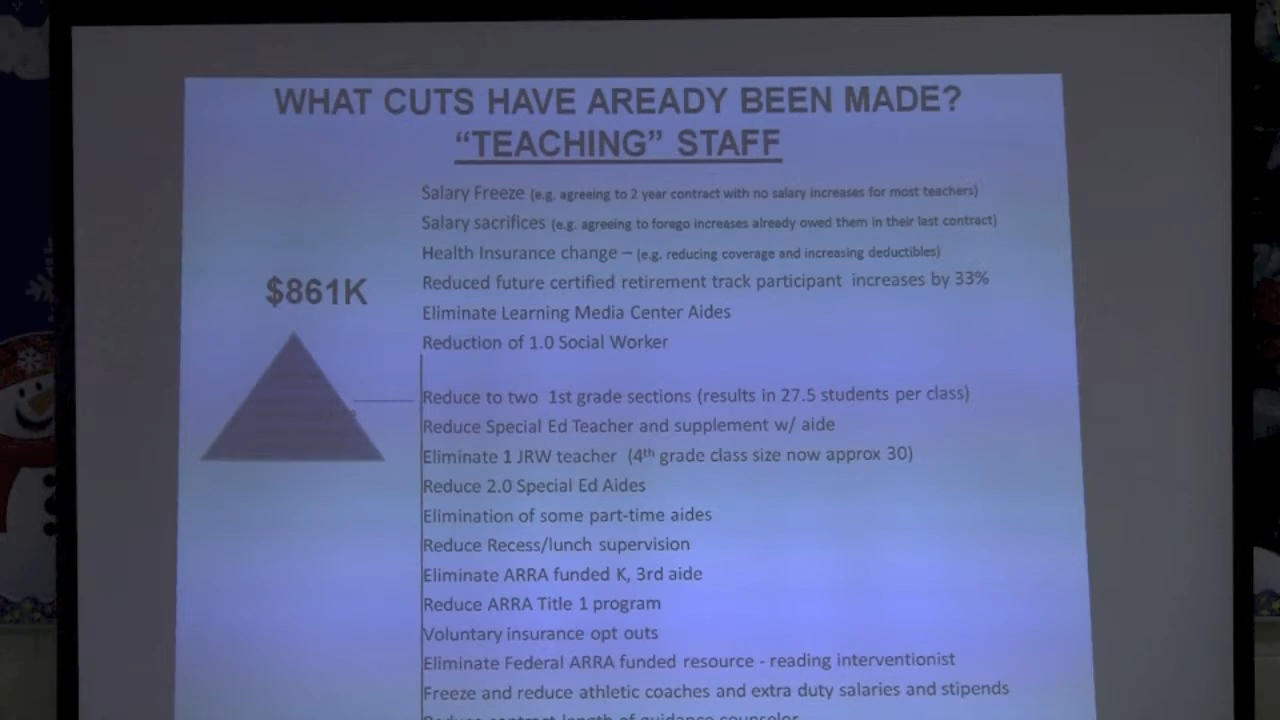 WHAT CUTS HAVE AREADY BEEN MADE?
“TEACHING” STAFF
Salary Freeze (e.g. agreeing to 2 year contract with no salary increases for most teachers)
Salary sacrifices (e.g. agreeing to forego increases already owed them in their last contract)
Health Insurance change – (e.g. reducing coverage and increasing deductibles)
$861K
Reduced future certified retirement track participant increases by 33%
Eliminate Learning Media Center Aides
Reduction of 1.0 Social Worker
Reduce to two 1st grade sections (results in 27.5 students per class)
Reduce Special Ed Teacher and supplement w/ aide
Eliminate 1 JRW teacher (4th grade class size now approx 30)
Reduce 2.0 Special Ed Aides
Elimination of some part-time aides
Reduce Recess/lunch supervision
Eliminate ARRA funded K, 3rd aide
Reduce ARRA Title 1 program
Voluntary insurance opt outs
Eliminate Federal ARRA funded resource - reading interventionist
Freeze and reduce athletic coaches and extra duty salaries and stipends
Reduce contract length of guidance counselor